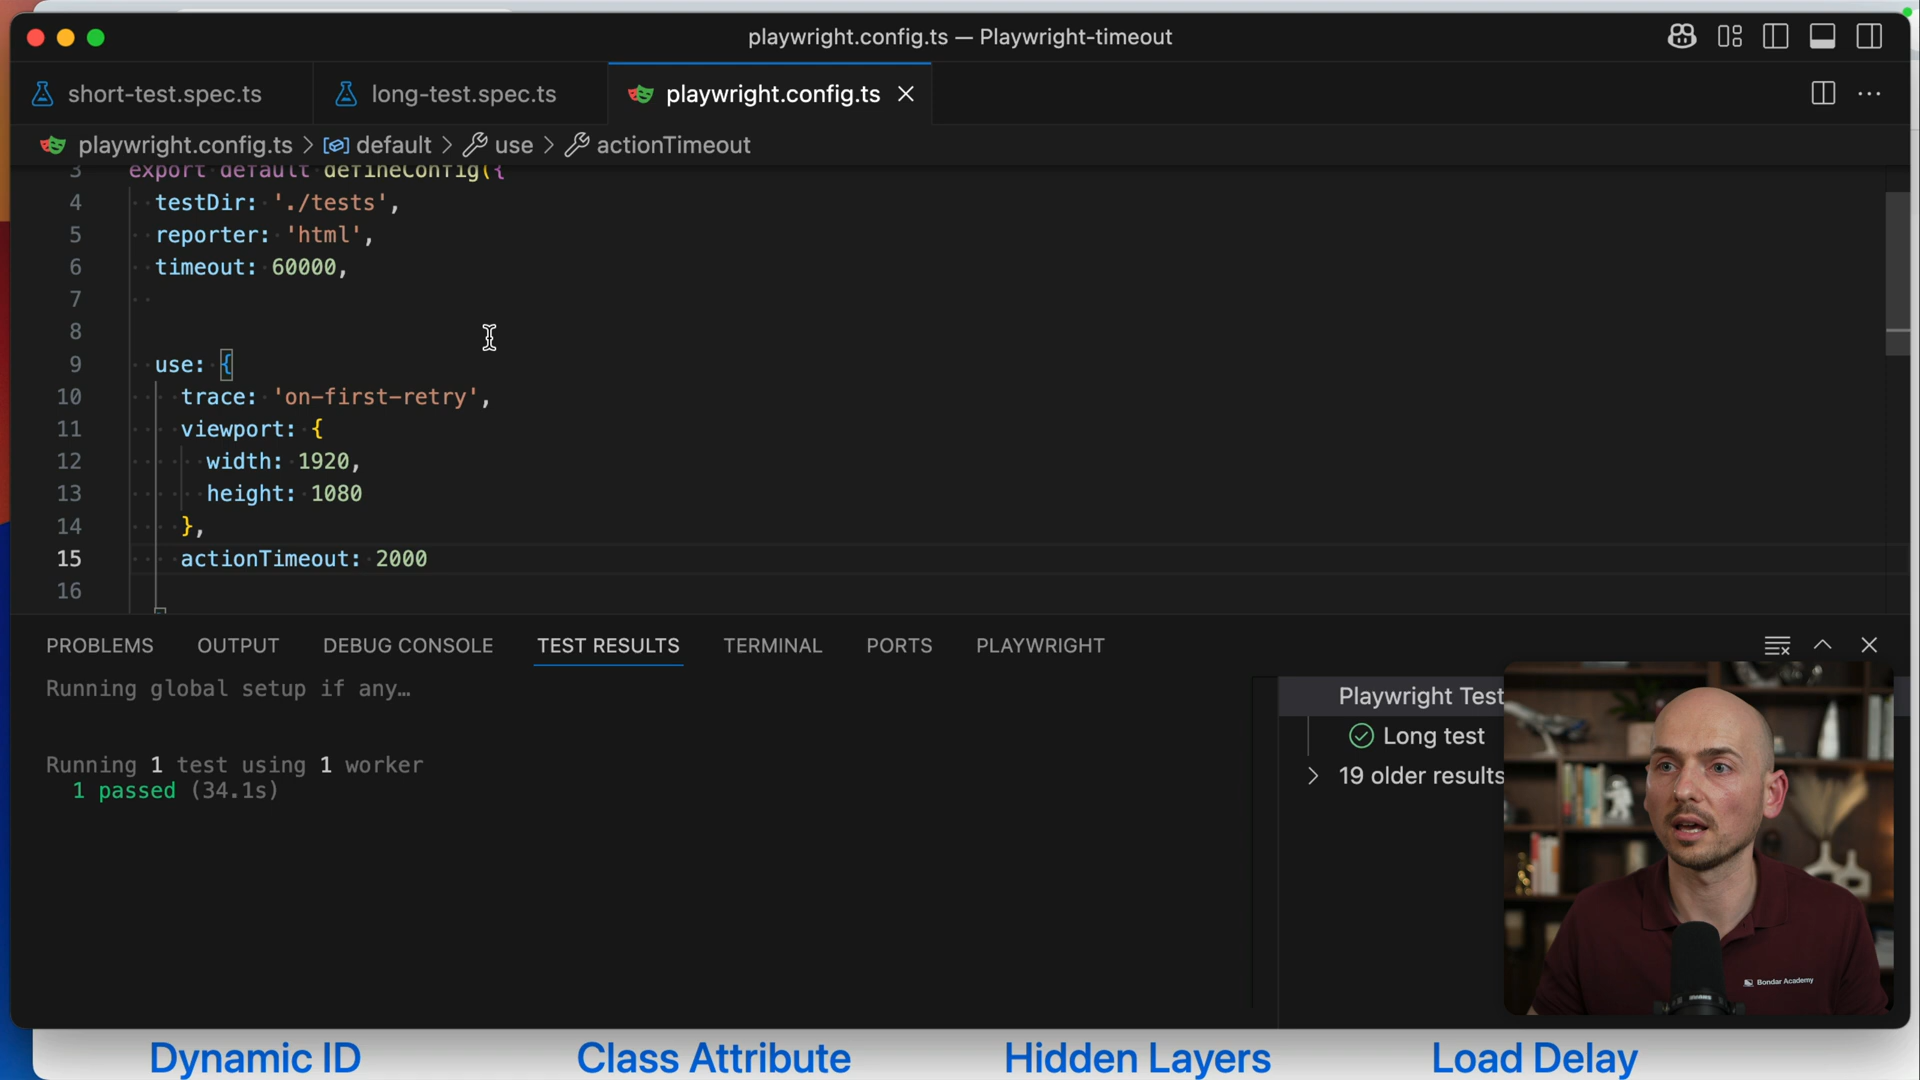 playwright.config.ts — Playwright-timeout
short-test.spec.ts
long-test.spec.ts
playwright.config.ts
playwright.config.ts > default > use > actionTimeout
3 export default defineConfig({
4 testDir: './tests',
5 reporter: 'html',
6 timeout: 60000,
7
8
9 use: {
10 trace: 'on-first-retry',
11 viewport: {
12 width: 1920,
13 height: 1080
14 },
15 actionTimeout: 2000
16
PROBLEMS OUTPUT DEBUG CONSOLE TEST RESULTS TERMINAL PORTS PLAYWRIGHT
Running global setup if any…
Running 1 test using 1 worker
1 passed (34.1s)
Playwright Test
Long test
19 older results
Bondar Academy
Dynamic ID
Class Attribute
Hidden Layers
Load Delay